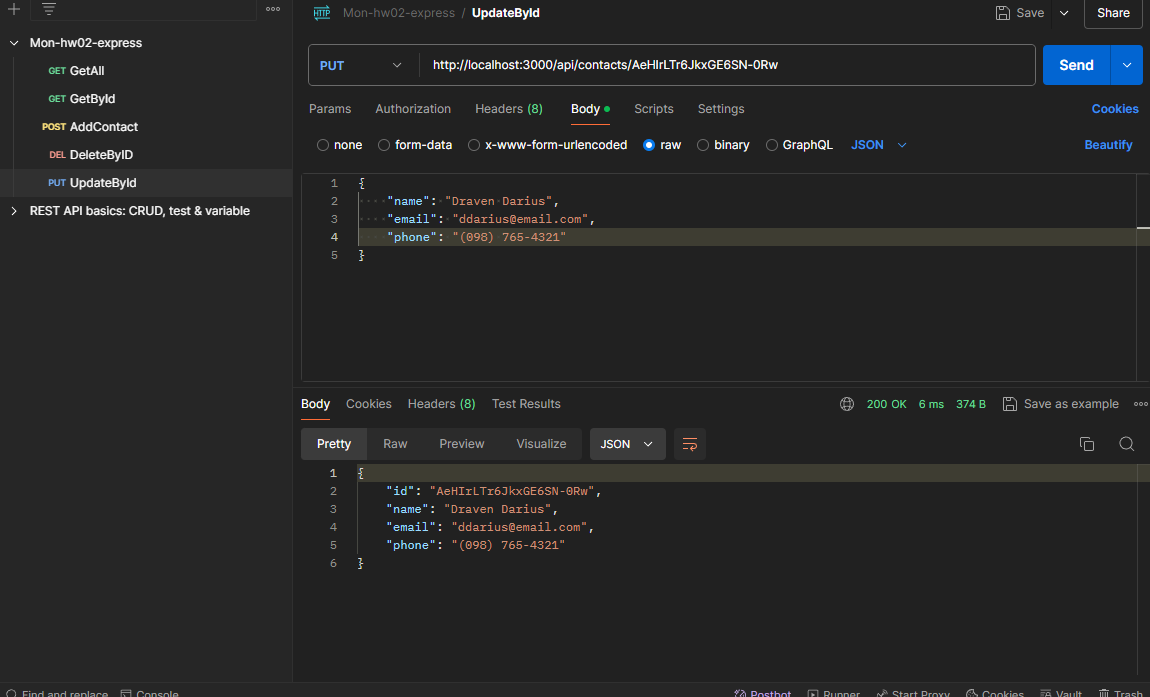 HTTP Mon-hw02-express / UpdateById Save Share
Mon-hw02-express
GET GetAll
GET GetById
POST AddContact
DEL DeleteByID
PUT UpdateById
REST API basics: CRUD, test & variable
PUT http://localhost:3000/api/contacts/AeHIrLTr6JkxGE6SN-0Rw Send
Params Authorization Headers (8) Body Scripts Settings Cookies
none form-data x-www-form-urlencoded raw binary GraphQL JSON Beautify
1 {
2 "name": "Draven Darius",
3 "email": "ddarius@email.com",
4 "phone": "(098) 765-4321"
5 }
Body Cookies Headers (8) Test Results 200 OK 6 ms 374 B Save as example
Pretty Raw Preview Visualize JSON
1 {
2 "id": "AeHIrLTr6JkxGE6SN-0Rw",
3 "name": "Draven Darius",
4 "email": "ddarius@email.com",
5 "phone": "(098) 765-4321"
6 }
Find and replace Console Postbot Runner Start Proxy Cookies Vault Trash